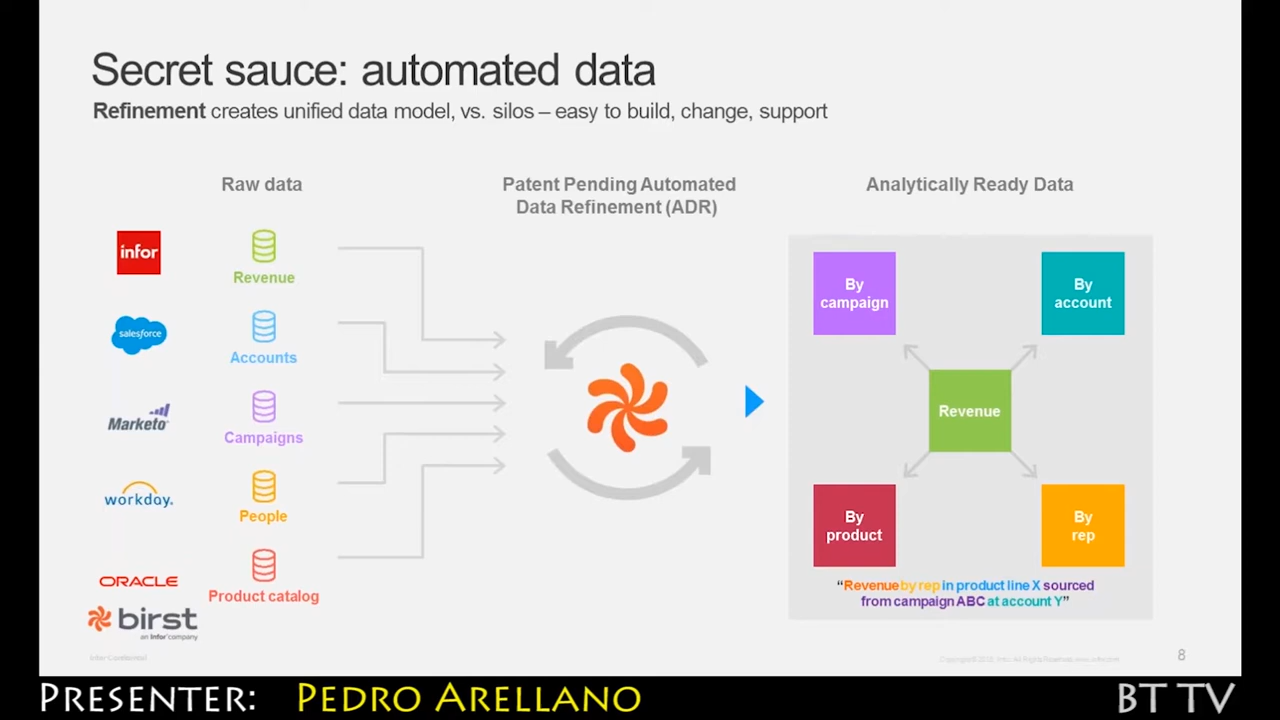 Secret sauce: automated data
Refinement creates unified data model, vs. silos – easy to build, change, support
Raw data
Patent Pending Automated
Data Refinement (ADR)
Analytically Ready Data
infor
Revenue
salesforce
Accounts
Marketo
Campaigns
workday.
People
ORACLE
Product catalog
birst
an Infor company
By
campaign
By
account
Revenue
By
product
By
rep
“Revenue by rep in product line X sourced
from campaign ABC at account Y”
Infor Confidential
8
PRESENTER: PEDRO ARELLANO
BT TV